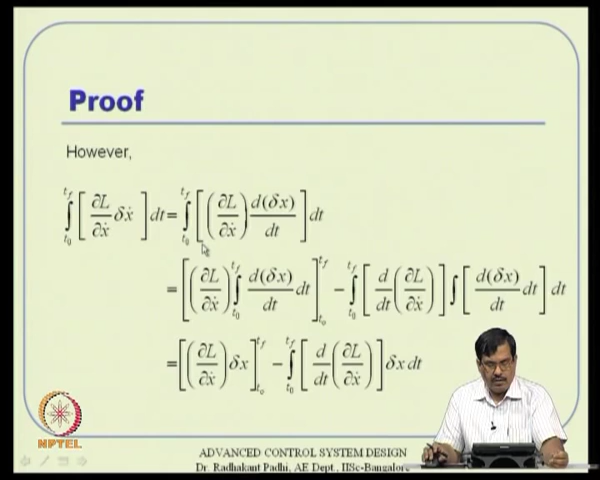 Proof
However,
∫_{t_0}^{t_f} [ ∂L/∂ẋ δẋ ] dt = ∫_{t_0}^{t_f} [ (∂L/∂ẋ) d(δx)/dt ] dt
= [ (∂L/∂ẋ) ∫_{t_0}^{t_f} d(δx)/dt dt ]_{t_0}^{t_f} − ∫_{t_0}^{t_f} [ d/dt (∂L/∂ẋ) ] ∫ [ d(δx)/dt dt ] dt
= [ (∂L/∂ẋ) δx ]_{t_0}^{t_f} − ∫_{t_0}^{t_f} [ d/dt (∂L/∂ẋ) ] δx dt
NPTEL
ADVANCED CONTROL SYSTEM DESIGN
Dr. Radhakant Padhi, AE Dept., IISc-Bangalore